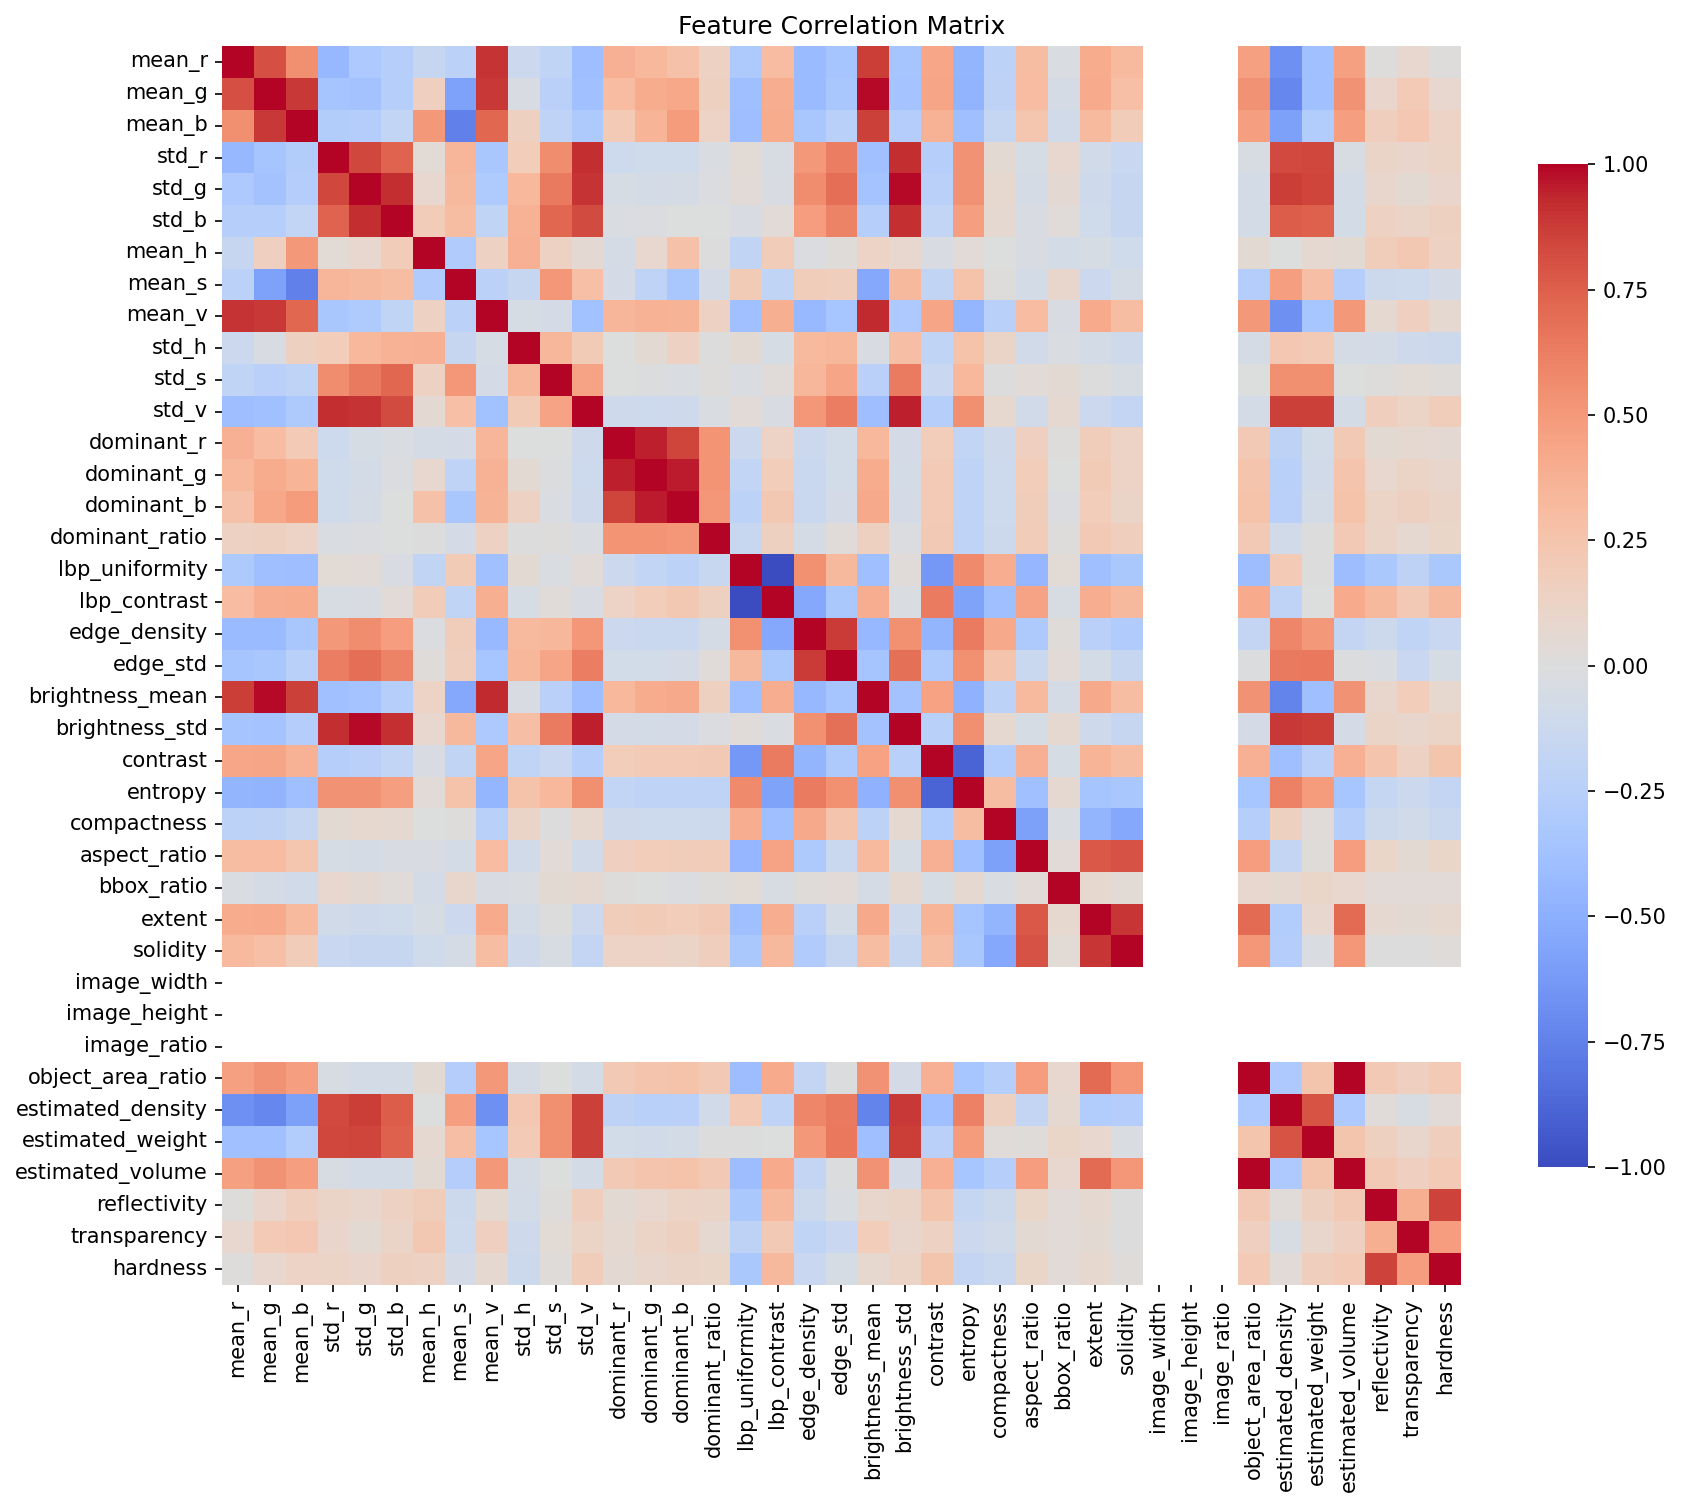 Feature Correlation Matrix
mean_r
mean_g
mean_b
std_r
std_g
std_b
mean_h
mean_s
mean_v
std_h
std_s
std_v
dominant_r
dominant_g
dominant_b
dominant_ratio
lbp_uniformity
lbp_contrast
edge_density
edge_std
brightness_mean
brightness_std
contrast
entropy
compactness
aspect_ratio
bbox_ratio
extent
solidity
image_width
image_height
image_ratio
object_area_ratio
estimated_density
estimated_weight
estimated_volume
reflectivity
transparency
hardness
mean_r
mean_g
mean_b
std_r
std_g
std_b
mean_h
mean_s
mean_v
std_h
std_s
std_v
dominant_r
dominant_g
dominant_b
dominant_ratio
lbp_uniformity
lbp_contrast
edge_density
edge_std
brightness_mean
brightness_std
contrast
entropy
compactness
aspect_ratio
bbox_ratio
extent
solidity
image_width
image_height
image_ratio
object_area_ratio
estimated_density
estimated_weight
estimated_volume
reflectivity
transparency
hardness
1.00
0.75
0.50
0.25
0.00
−0.25
−0.50
−0.75
−1.00